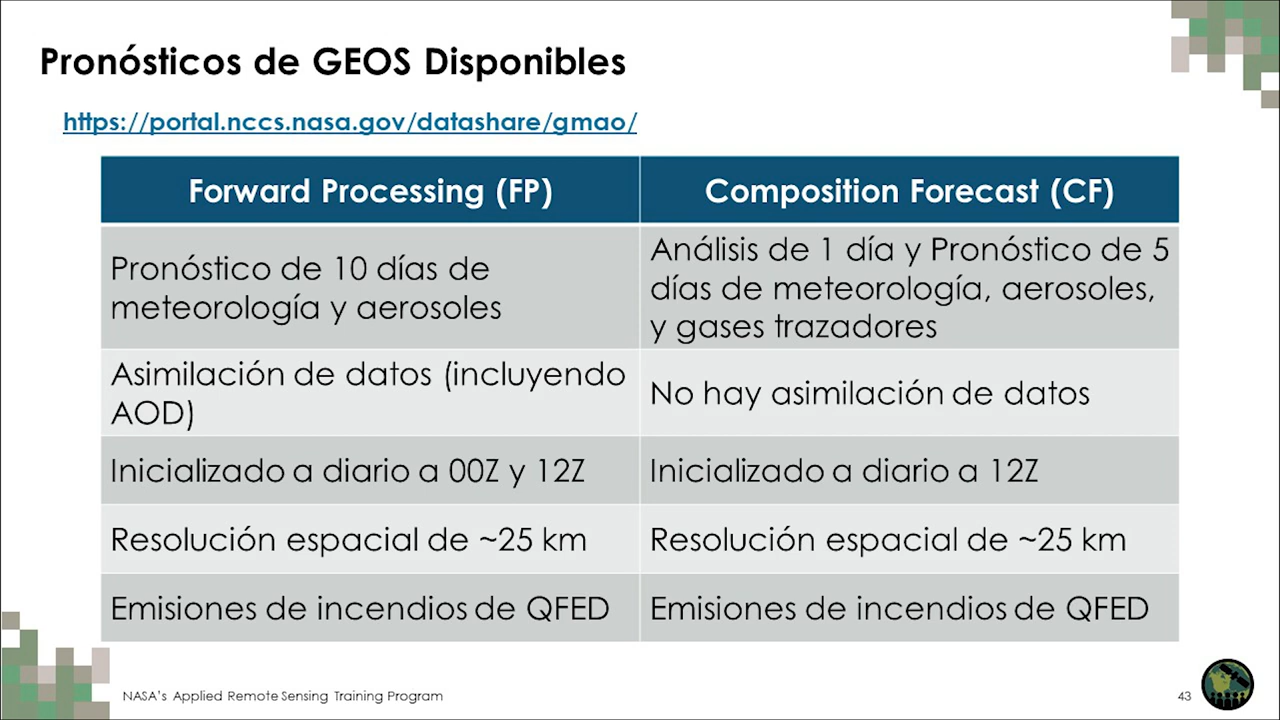 Pronósticos de GEOS Disponibles
https://portal.nccs.nasa.gov/datashare/gmao/
Forward Processing (FP)
Composition Forecast (CF)
Pronóstico de 10 días de
meteorología y aerosoles
Análisis de 1 día y Pronóstico de 5
días de meteorología, aerosoles,
y gases trazadores
Asimilación de datos (incluyendo
AOD)
No hay asimilación de datos
Inicializado a diario a 00Z y 12Z
Inicializado a diario a 12Z
Resolución espacial de ~25 km
Resolución espacial de ~25 km
Emisiones de incendios de QFED
Emisiones de incendios de QFED
NASA's Applied Remote Sensing Training Program
43